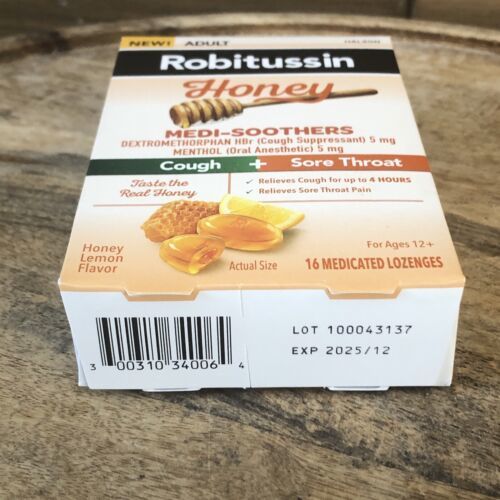 NEW! ADULT
HALEON
Robitussin
Honey
MEDI-SOOTHERS
DEXTROMETHORPHAN HBr (Cough Suppressant) 5 mg
MENTHOL (Oral Anesthetic) 5 mg
Cough + Sore Throat
Taste the
Real Honey
✓ Relieves Cough for up to 4 HOURS
✓ Relieves Sore Throat Pain
Honey
Lemon
Flavor
Actual Size
For Ages 12+
16 MEDICATED LOZENGES
3 00310 34006 4
LOT 100043137
EXP 2025/12